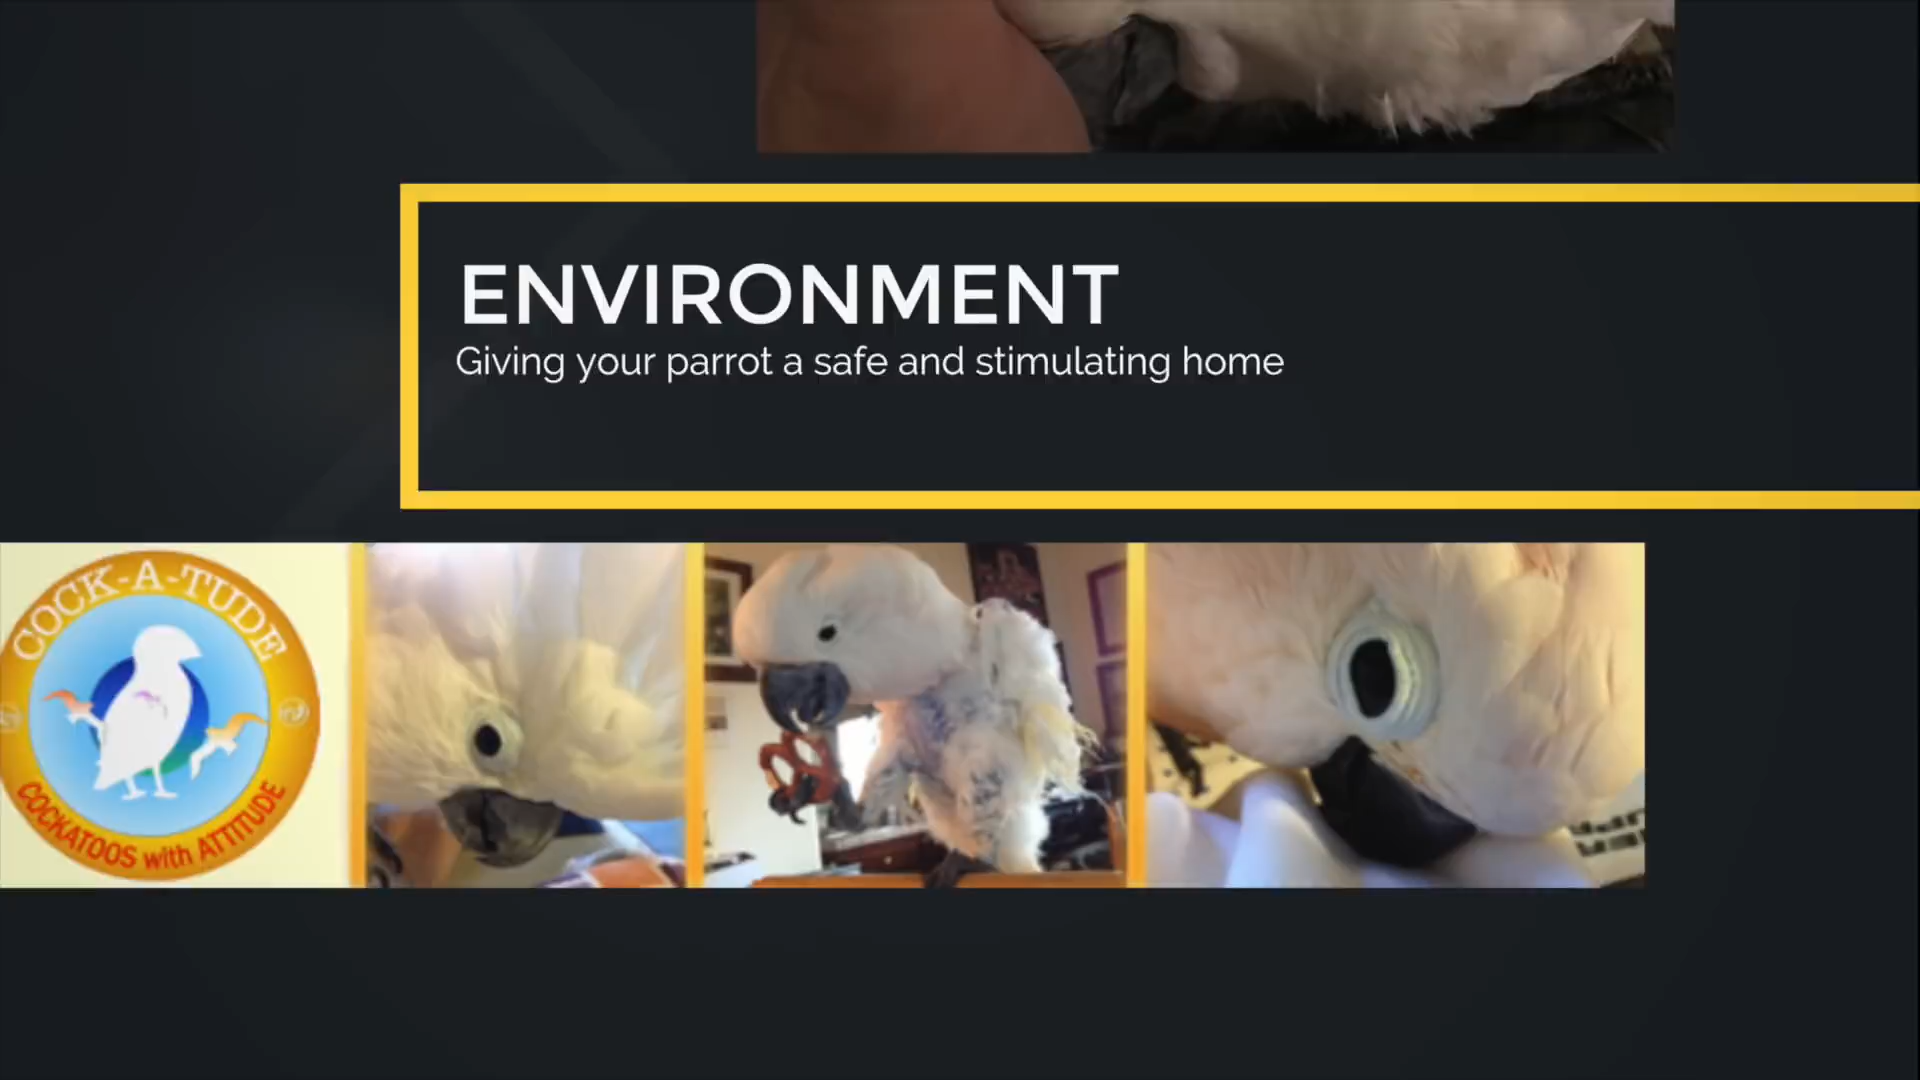 ENVIRONMENT
Giving your parrot a safe and stimulating home
COCK-A-TUDE
COCKATOOS with ATTITUDE